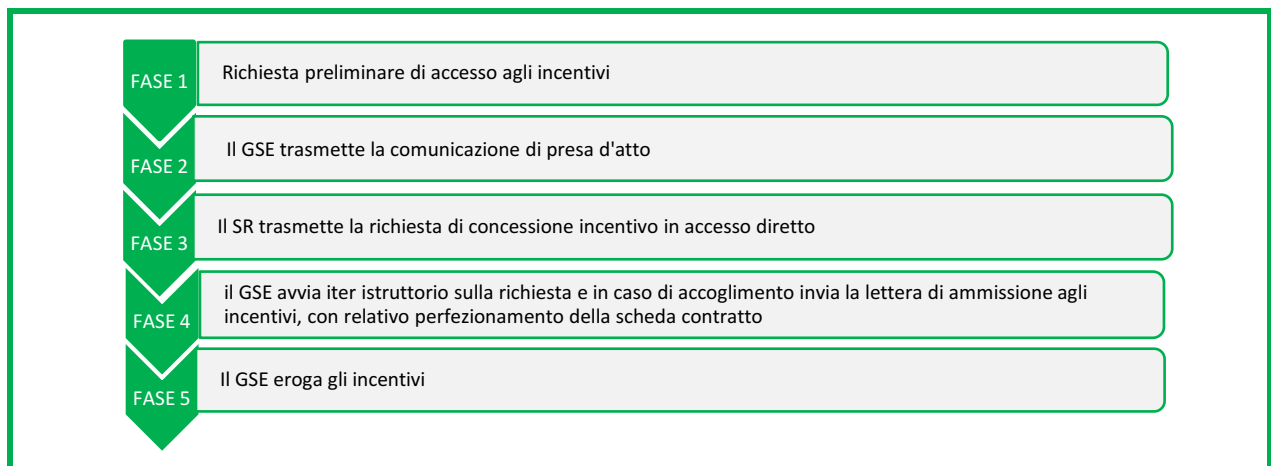 FASE 1
Richiesta preliminare di accesso agli incentivi
FASE 2
Il GSE trasmette la comunicazione di presa d'atto
FASE 3
Il SR trasmette la richiesta di concessione incentivo in accesso diretto
FASE 4
il GSE avvia iter istruttorio sulla richiesta e in caso di accoglimento invia la lettera di ammissione agli
incentivi, con relativo perfezionamento della scheda contratto
FASE 5
Il GSE eroga gli incentivi